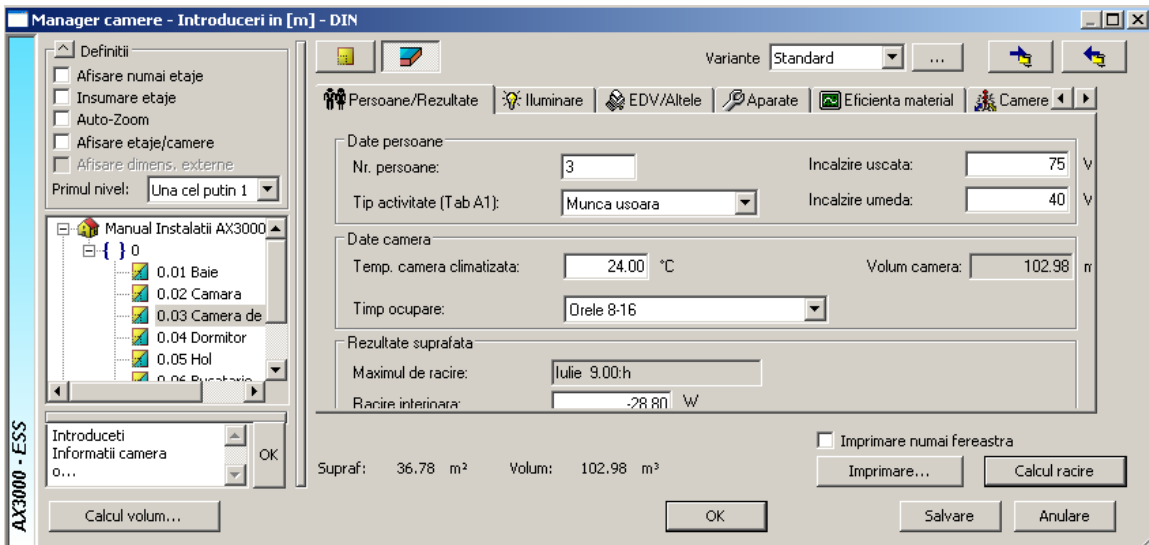 Manager camere - Introduceri in [m] - DIN
Definitii
Afisare numai etaje
Insumare etaje
Auto-Zoom
Afisare etaje/camere
Afisare dimens. externe
Primul nivel: Una cel putin 1
Manual Instalatii AX3000
{ } 0
0.01 Baie
0.02 Camara
0.03 Camera de
0.04 Dormitor
0.05 Hol
0.06 Bucatarie
Introduceti
Informatii camera
o...
OK
Calcul volum...
AX3000 - ESS
Variante Standard ...
Persoane/Rezultate Iluminare EDV/Altele Aparate Eficienta material Camere
Date persoane
Nr. persoane: 3 Incalzire uscata: 75
Tip activitate (Tab A1): Munca usoara Incalzire umeda: 40
Date camera
Temp. camera climatizata: 24.00 °C Volum camera: 102.98
Timp ocupare: Orele 8-16
Rezultate suprafata
Maximul de racire: Iulie 9.00:h
Racire interioara: -28.80 W
Imprimare numai fereastra
Supraf: 36.78 m² Volum: 102.98 m³ Imprimare... Calcul racire
OK Salvare Anulare